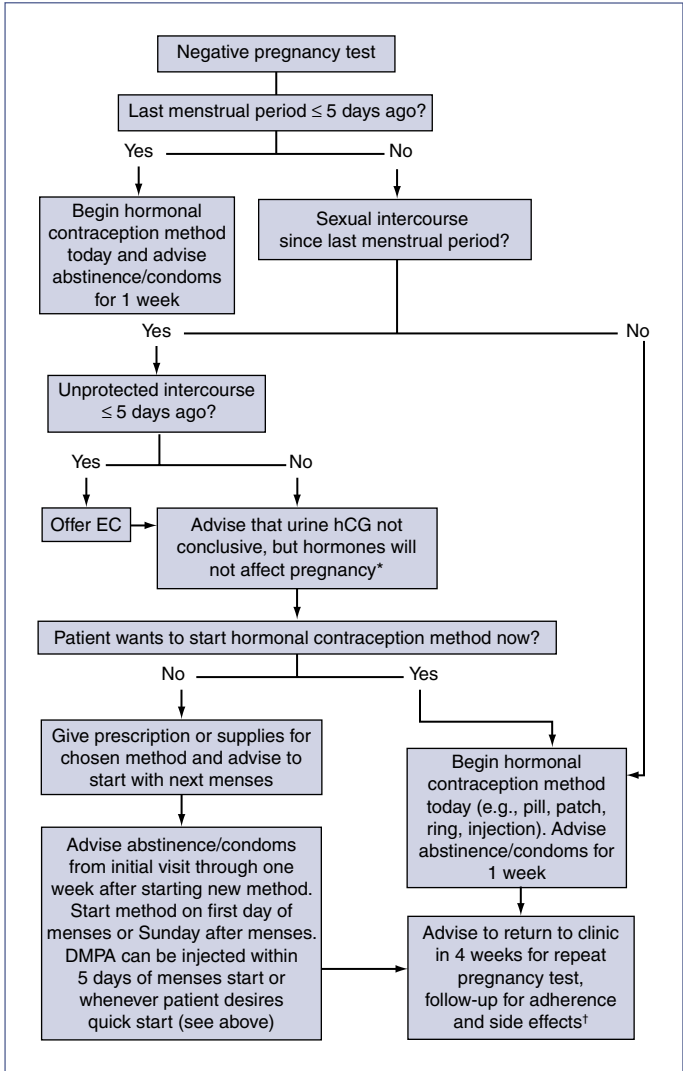 Negative pregnancy test
Last menstrual period ≤ 5 days ago?
Yes
No
Begin hormonal
contraception method
today and advise
abstinence/condoms
for 1 week
Sexual intercourse
since last menstrual period?
Yes
No
Unprotected intercourse
≤ 5 days ago?
Yes
No
Offer EC
Advise that urine hCG not
conclusive, but hormones will
not affect pregnancy*
Patient wants to start hormonal contraception method now?
No
Yes
Give prescription or supplies for
chosen method and advise to
start with next menses
Begin hormonal
contraception method
today (e.g., pill, patch,
ring, injection). Advise
abstinence/condoms for
1 week
Advise abstinence/condoms
from initial visit through one
week after starting new method.
Start method on first day of
menses or Sunday after menses.
DMPA can be injected within
5 days of menses start or
whenever patient desires
quick start (see above)
Advise to return to clinic
in 4 weeks for repeat
pregnancy test,
follow-up for adherence
and side effects†